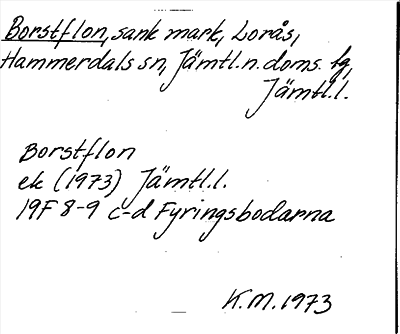 Borstflon, sank mark, Lorås,
Hammerdals sn, Jämtl.n. doms. tg,
Jämtl.l.
Borstflon
ek (1973) Jämtl.l.
19F 8-9 c-d Fyringsbodarna
K.M. 1973